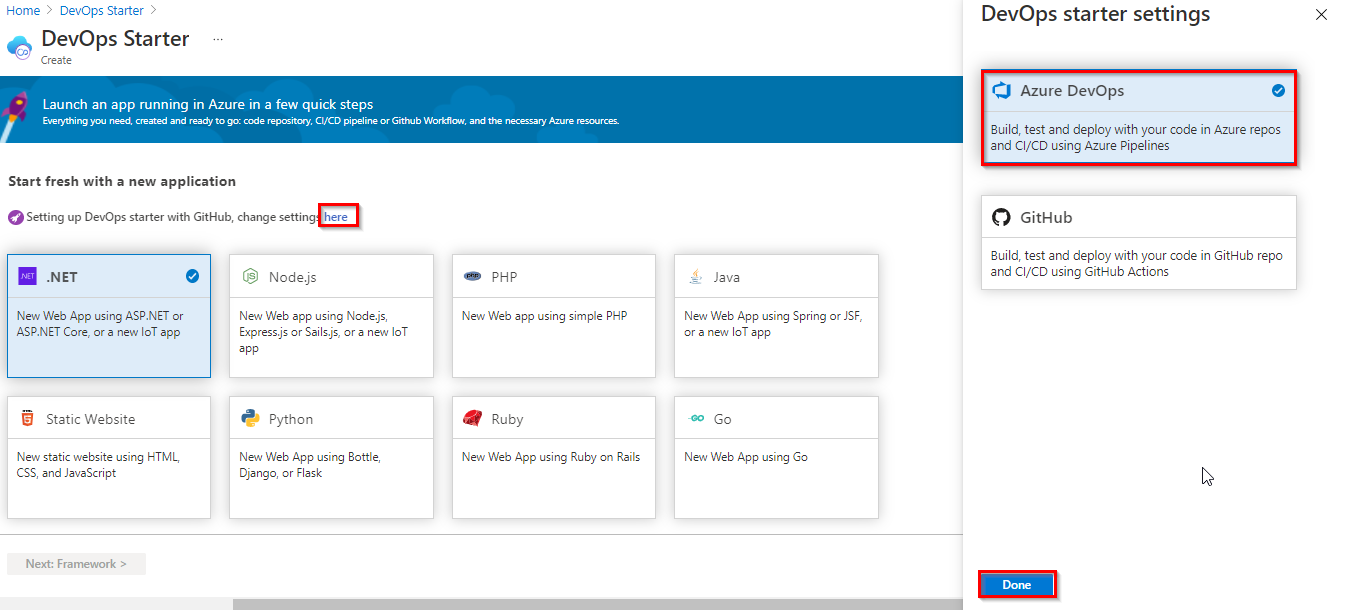 Home > DevOps Starter >
DevOps Starter ...
Create
Launch an app running in Azure in a few quick steps
Everything you need, created and ready to go: code repository, CI/CD pipeline or Github Workflow, and the necessary Azure resources.
Start fresh with a new application
Setting up DevOps starter with GitHub, change settings here
.NET
.NET
New Web App using ASP.NET or
ASP.NET Core, or a new IoT app
Node.js
New Web app using Node.js,
Express.js or Sails.js, or a new IoT
app
php
PHP
New Web app using simple PHP
Java
New Web App using Spring or JSF,
or a new IoT app
Static Website
New static website using HTML,
CSS, and JavaScript
Python
New Web App using Bottle,
Django, or Flask
Ruby
New Web App using Ruby on Rails
GO
Go
New Web App using Go
Next: Framework >
DevOps starter settings
Azure DevOps
Build, test and deploy with your code in Azure repos
and CI/CD using Azure Pipelines
GitHub
Build, test and deploy with your code in GitHub repo
and CI/CD using GitHub Actions
Done